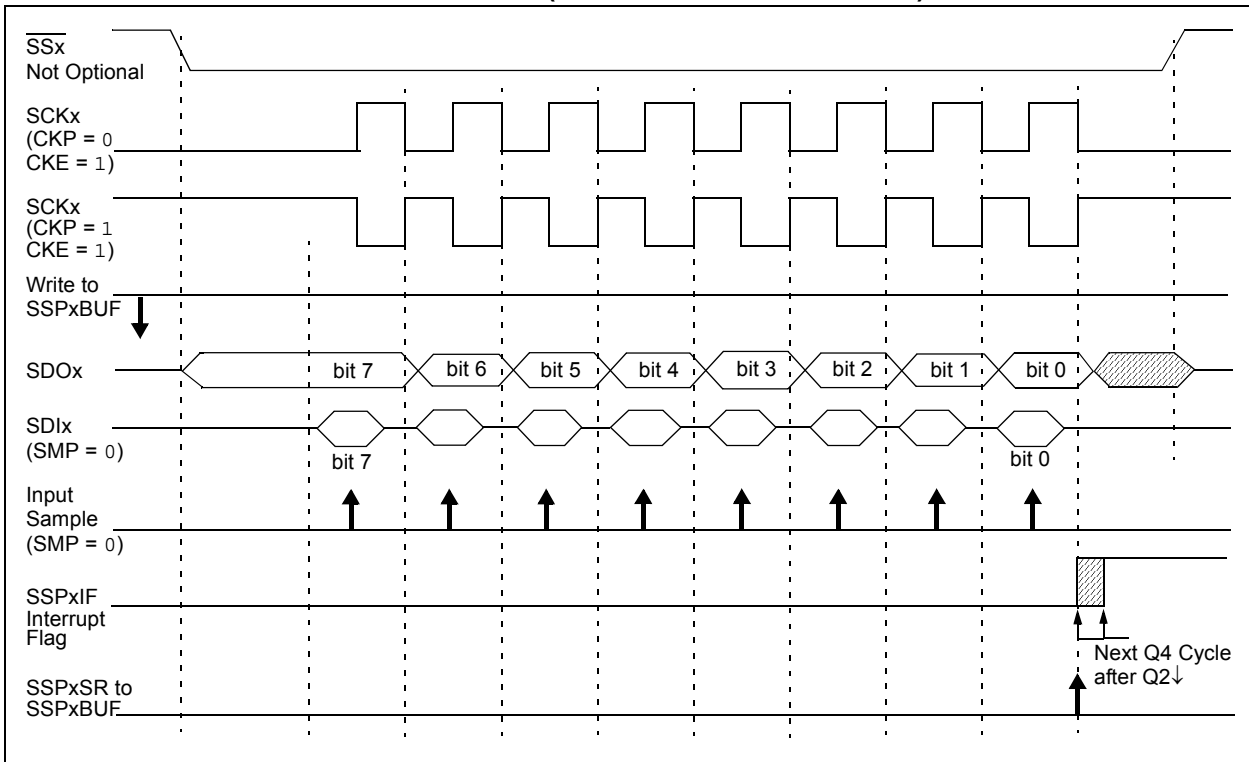 SSx
Not Optional
SCKx
(CKP = 0
CKE = 1)
SCKx
(CKP = 1
CKE = 1)
Write to
SSPxBUF
SDOx
bit 7 bit 6 bit 5 bit 4 bit 3 bit 2 bit 1 bit 0
SDIx
(SMP = 0)
bit 7 bit 0
Input
Sample
(SMP = 0)
SSPxIF
Interrupt
Flag
Next Q4 Cycle
after Q2↓
SSPxSR to
SSPxBUF